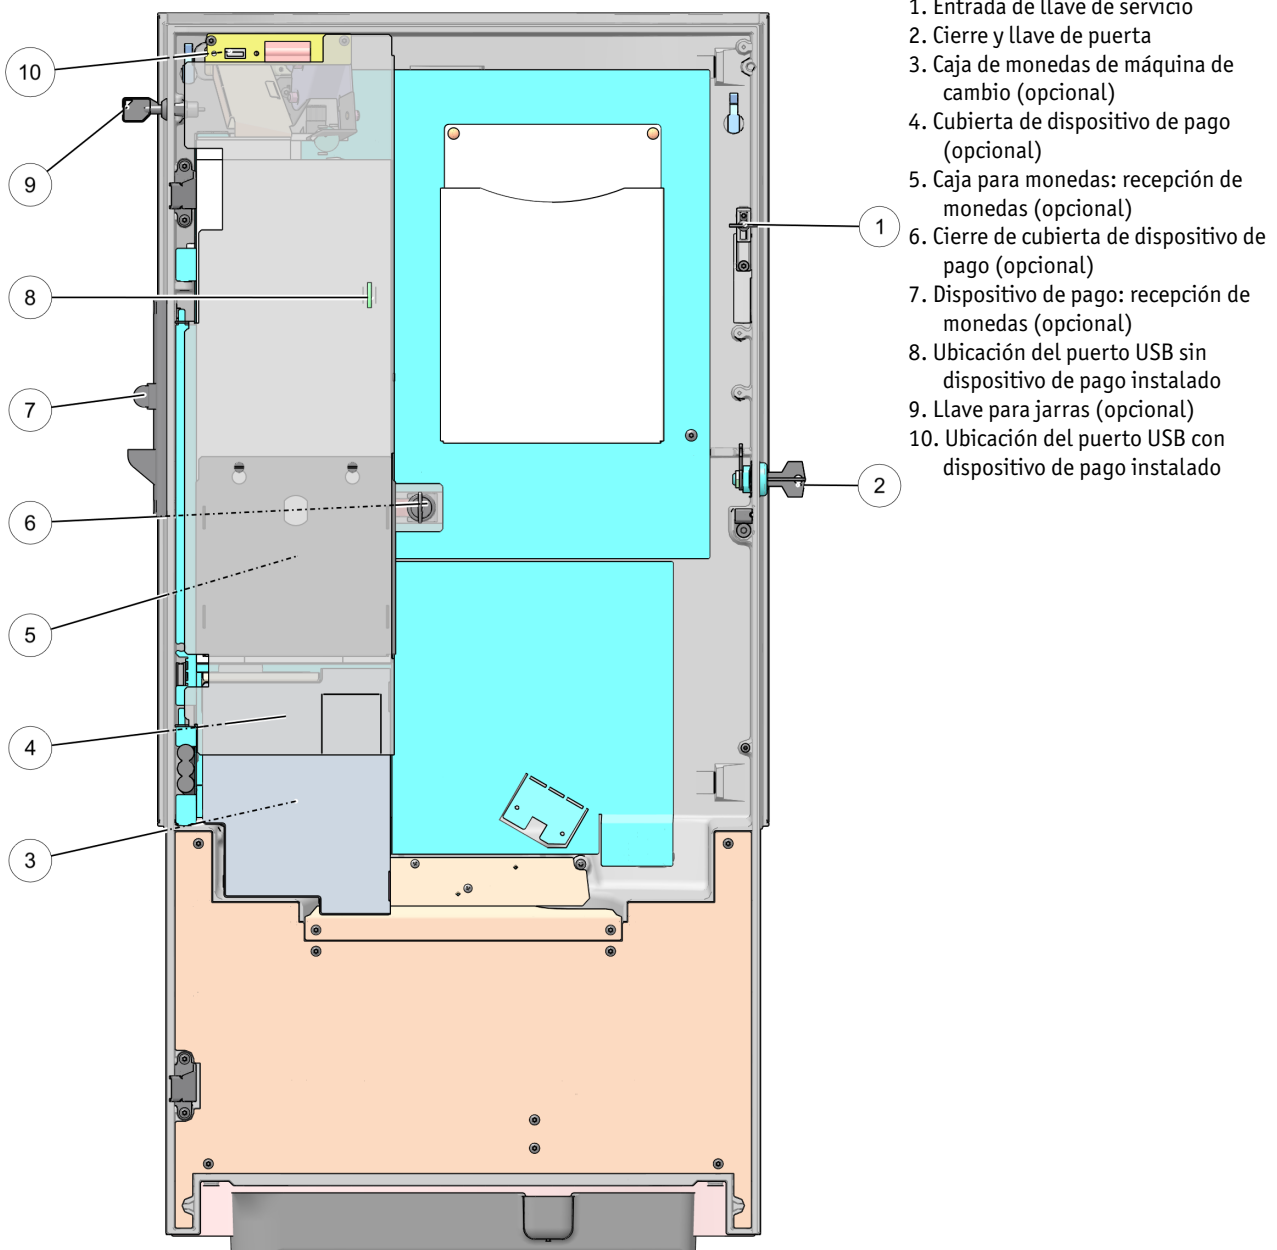 1. Entrada de llave de servicio
2. Cierre y llave de puerta
3. Caja de monedas de máquina de
cambio (opcional)
4. Cubierta de dispositivo de pago
(opcional)
5. Caja para monedas: recepción de
monedas (opcional)
6. Cierre de cubierta de dispositivo de
pago (opcional)
7. Dispositivo de pago: recepción de
monedas (opcional)
8. Ubicación del puerto USB sin
dispositivo de pago instalado
9. Llave para jarras (opcional)
10. Ubicación del puerto USB con
dispositivo de pago instalado
10
9
8
7
6
5
4
3
1
2